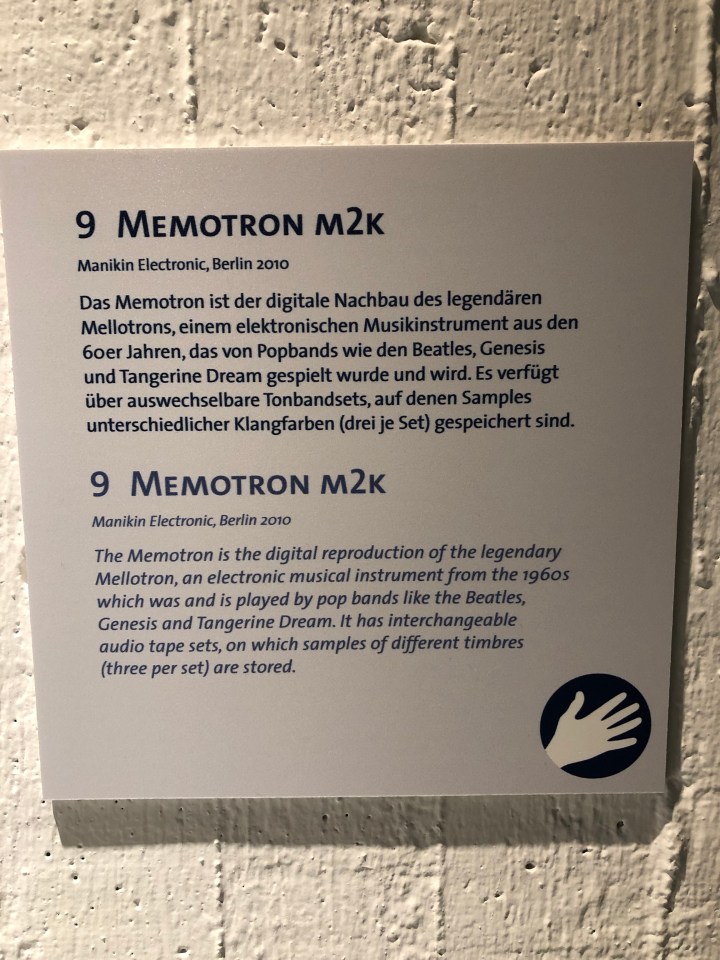 9 Memotron m2k
Manikin Electronic, Berlin 2010
Das Memotron ist der digitale Nachbau des legendären
Mellotrons, einem elektronischen Musikinstrument aus den
60er Jahren, das von Popbands wie den Beatles, Genesis
und Tangerine Dream gespielt wurde und wird. Es verfügt
über auswechselbare Tonbandsets, auf denen Samples
unterschiedlicher Klangfarben (drei je Set) gespeichert sind.
9 Memotron m2k
Manikin Electronic, Berlin 2010
The Memotron is the digital reproduction of the legendary
Mellotron, an electronic musical instrument from the 1960s
which was and is played by pop bands like the Beatles,
Genesis and Tangerine Dream. It has interchangeable
audio tape sets, on which samples of different timbres
(three per set) are stored.